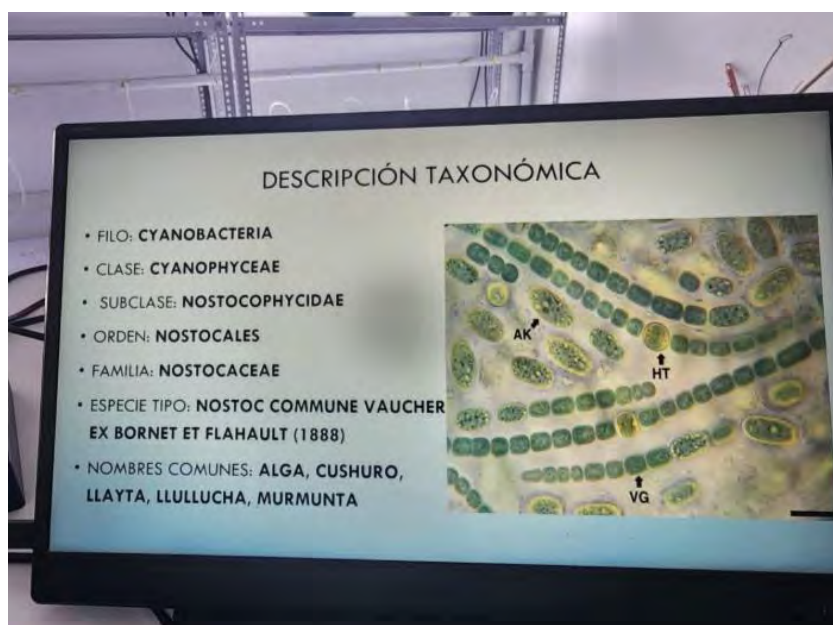 DESCRIPCIÓN TAXONÓMICA
• FILO: CYANOBACTERIA
• CLASE: CYANOPHYCEAE
• SUBCLASE: NOSTOCOPHYCIDAE
• ORDEN: NOSTOCALES
• FAMILIA: NOSTOCACEAE
• ESPECIE TIPO: NOSTOC COMMUNE VAUCHER
EX BORNET ET FLAHAULT (1888)
• NOMBRES COMUNES: ALGA, CUSHURO,
LLAYTA, LLULLUCHA, MURMUNTA
AK
HT
VG